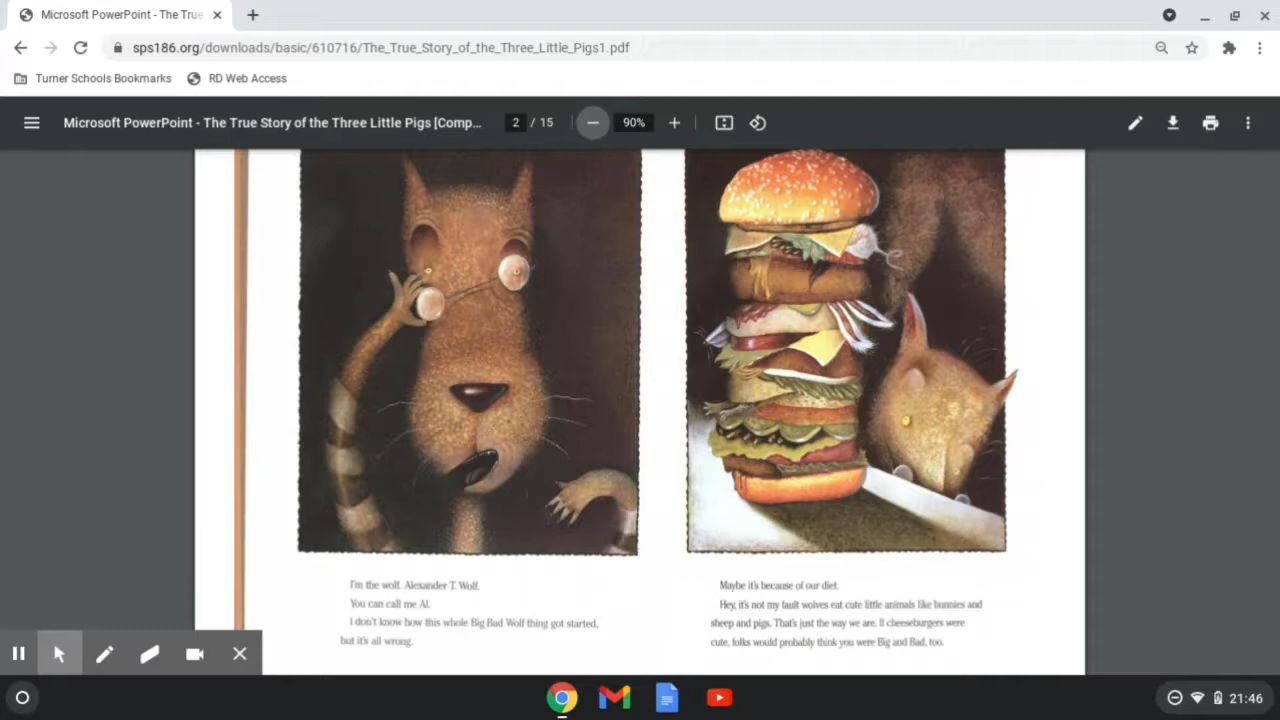 Microsoft PowerPoint - The True
sps186.org/downloads/basic/610716/The_True_Story_of_the_Three_Little_Pigs1.pdf
Turner Schools Bookmarks
RD Web Access
Microsoft PowerPoint - The True Story of the Three Little Pigs [Comp...
2 / 15
90%
I'm the wolf. Alexander T. Wolf.
You can call me Al.
I don't know how this whole Big Bad Wolf thing got started,
but it's all wrong.
Maybe it's because of our diet.
Hey, it's not my fault wolves eat cute little animals like bunnies and
sheep and pigs. That's just the way we are. If cheeseburgers were
cute, folks would probably think you were Big and Bad, too.
21:46